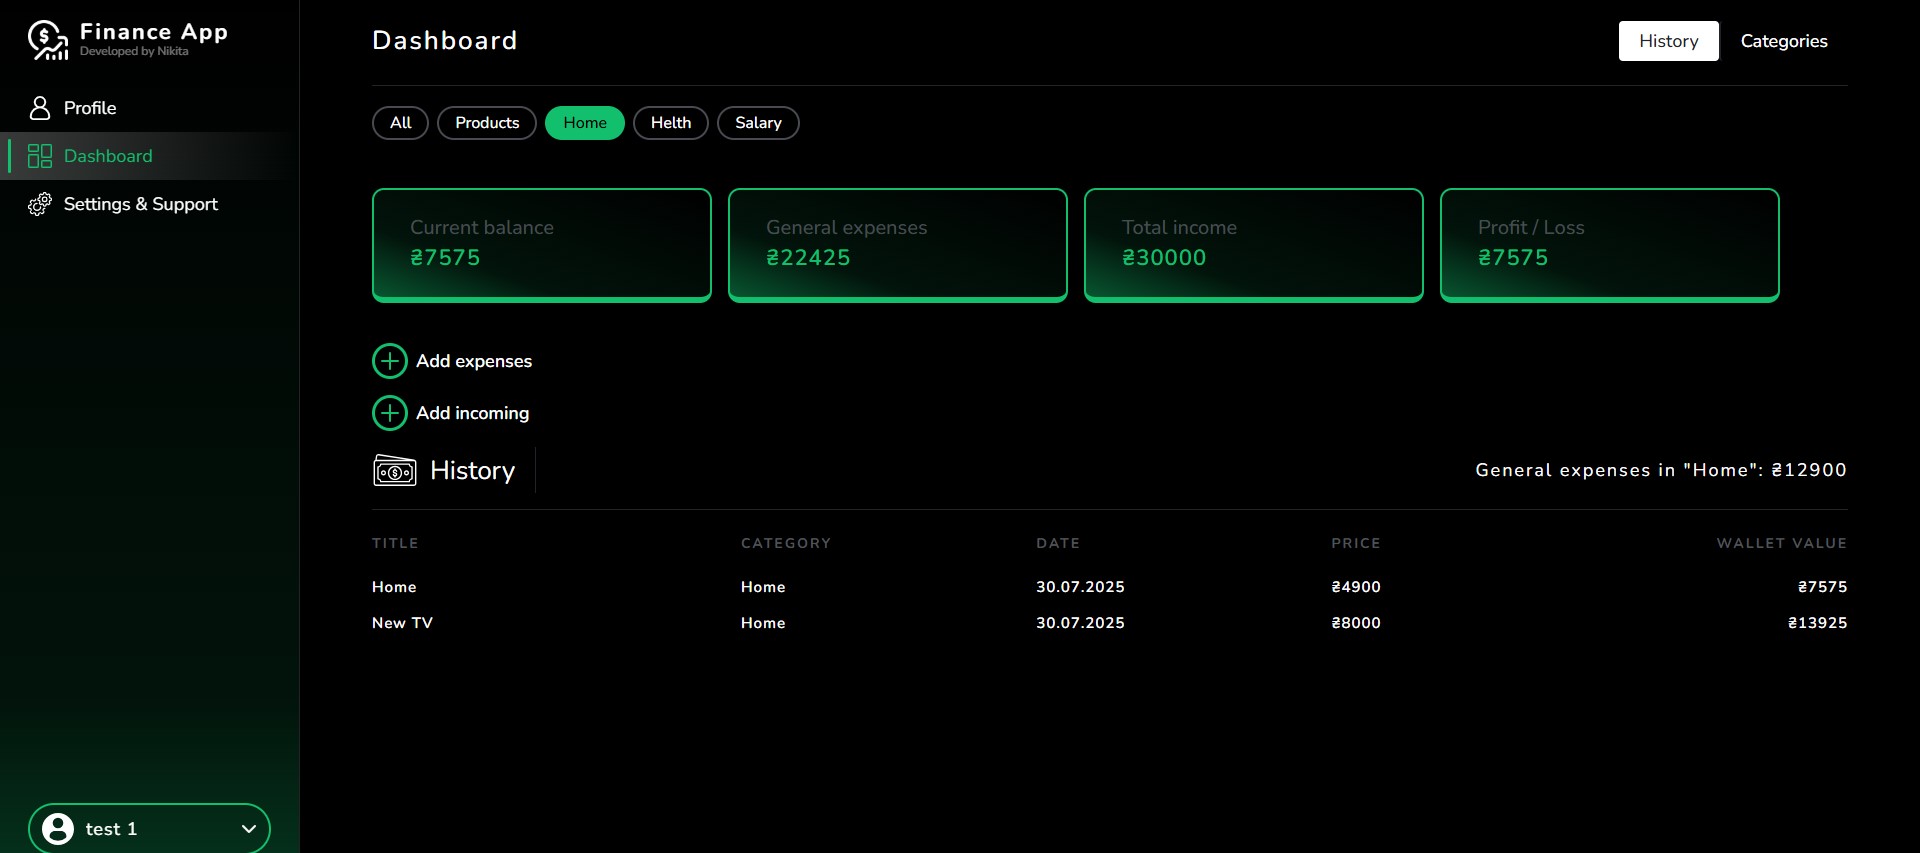 Finance App
Developed by Nikita
Profile
Dashboard
Settings & Support
test 1
Dashboard
History Categories
All Products Home Helth Salary
Current balance
₴7575
General expenses
₴22425
Total income
₴30000
Profit / Loss
₴7575
Add expenses
Add incoming
History
General expenses in "Home": ₴12900
TITLE CATEGORY DATE PRICE WALLET VALUE
Home Home 30.07.2025 ₴4900 ₴7575
New TV Home 30.07.2025 ₴8000 ₴13925